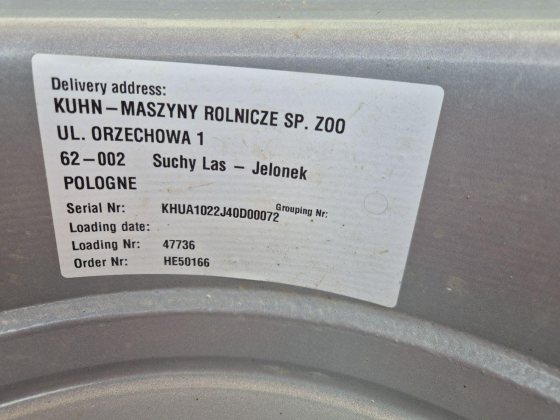 Delivery address:
KUHN–MASZYNY ROLNICZE SP. ZOO
UL. ORZECHOWA 1
62–002 Suchy Las – Jelonek
POLOGNE
Serial Nr: KHUA1022J40D00072 Grouping Nr:
Loading date:
Loading Nr: 47736
Order Nr: HE50166